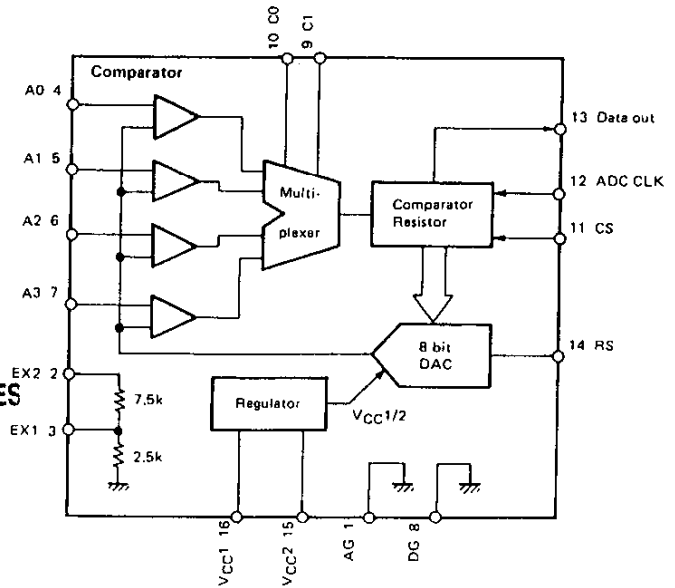 10 C0
9 C1
Comparator
A0 4
A1 5
A2 6
A3 7
EX2 2
ES
EX1 3
7.5k
2.5k
Multi-
plexer
Comparator
Resistor
13 Data out
12 ADC CLK
11 CS
14 RS
8 bit
DAC
Regulator
VCC1/2
VCC1 16
VCC2 15
AG 1
DG 8